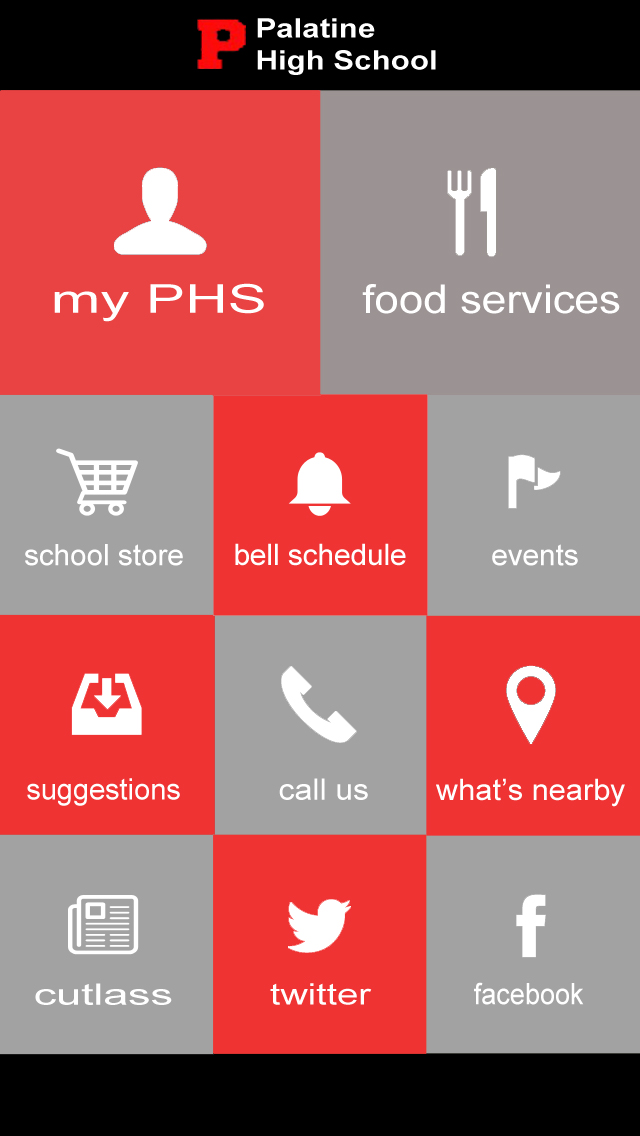 P Palatine
High School
my PHS
food services
school store
bell schedule
events
suggestions
call us
what's nearby
cutlass
twitter
facebook